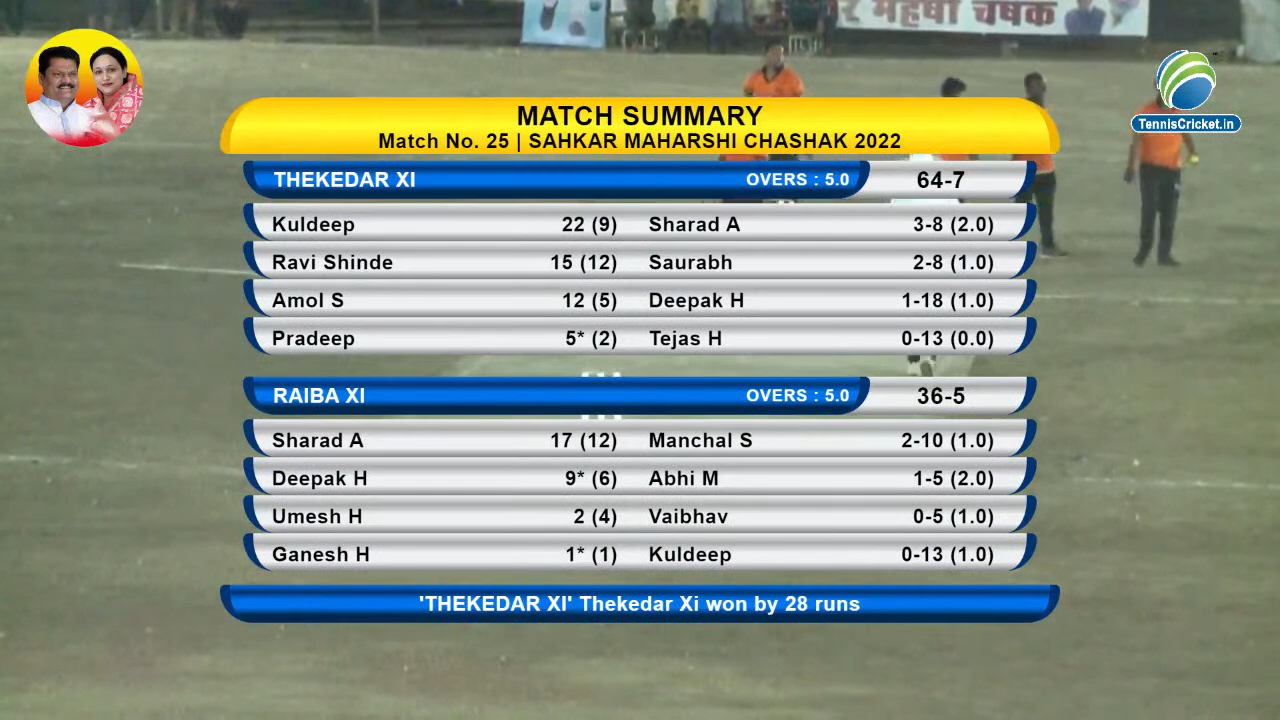 र महर्षी चषक
TennisCricket.in
MATCH SUMMARY
Match No. 25 | SAHKAR MAHARSHI CHASHAK 2022
THEKEDAR XI OVERS : 5.0 64-7
Kuldeep 22 (9) Sharad A 3-8 (2.0)
Ravi Shinde 15 (12) Saurabh 2-8 (1.0)
Amol S 12 (5) Deepak H 1-18 (1.0)
Pradeep 5* (2) Tejas H 0-13 (0.0)
RAIBA XI OVERS : 5.0 36-5
Sharad A 17 (12) Manchal S 2-10 (1.0)
Deepak H 9* (6) Abhi M 1-5 (2.0)
Umesh H 2 (4) Vaibhav 0-5 (1.0)
Ganesh H 1* (1) Kuldeep 0-13 (1.0)
'THEKEDAR XI' Thekedar Xi won by 28 runs